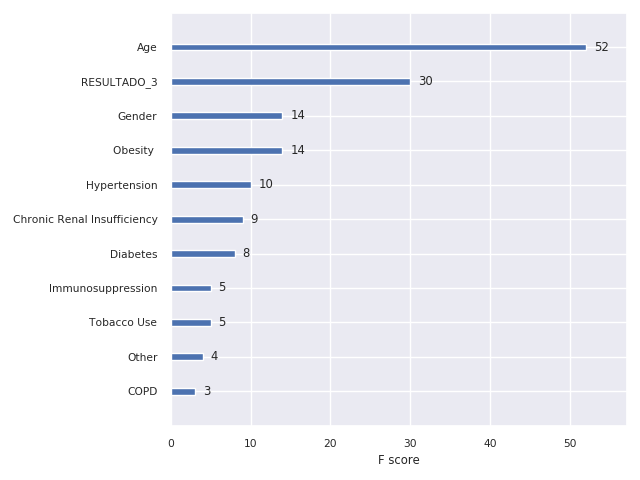 Age 52
RESULTADO_3 30
Gender 14
Obesity 14
Hypertension 10
Chronic Renal Insufficiency 9
Diabetes 8
Immunosuppression 5
Tobacco Use 5
Other 4
COPD 3
0 10 20 30 40 50
F score